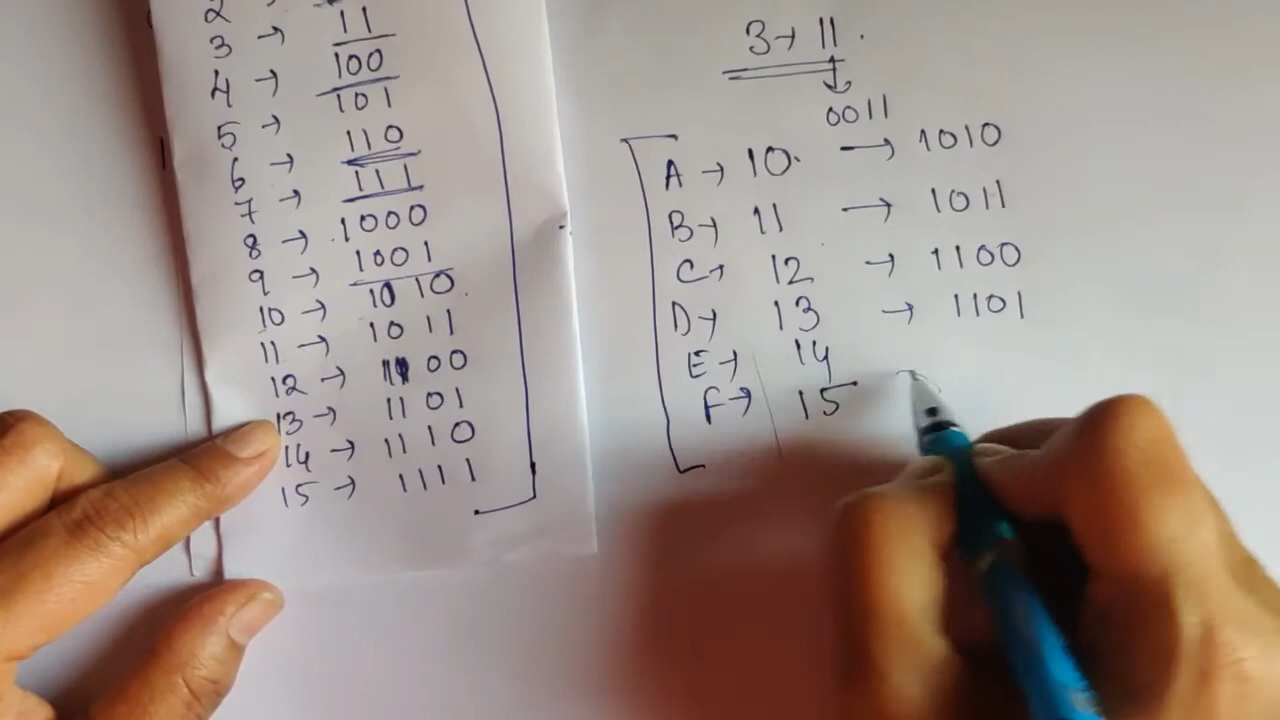 2 →
3 → 11
4 → 100
5 → 101
6 → 110
7 → 111
8 → 1000
9 → 1001
10 → 1010
11 → 1011
12 → 1100
13 → 1101
14 → 1110
15 → 1111
3 → 11.
0011
A → 10. → 1010
B → 11 → 1011
C → 12 → 1100
D → 13 → 1101
E → 14
F → 15